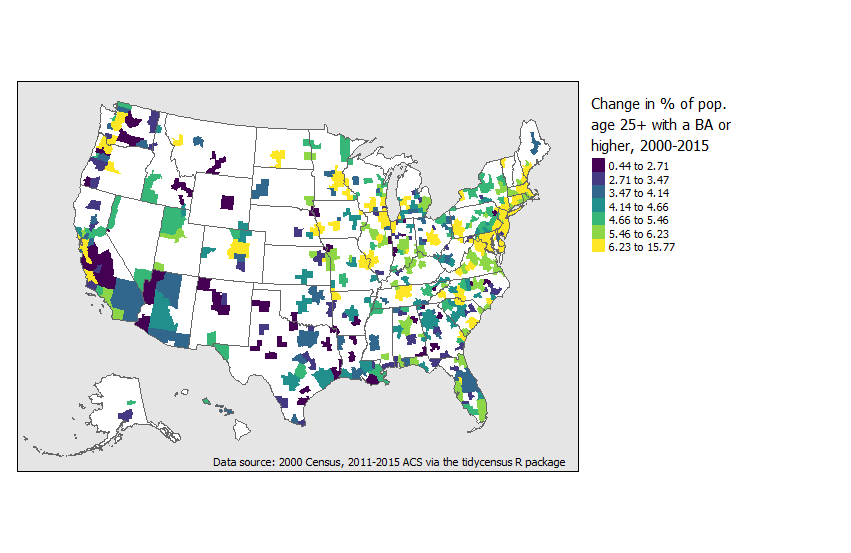 Change in % of pop.
age 25+ with a BA or
higher, 2000-2015
0.44 to 2.71
2.71 to 3.47
3.47 to 4.14
4.14 to 4.66
4.66 to 5.46
5.46 to 6.23
6.23 to 15.77
Data source: 2000 Census, 2011-2015 ACS via the tidycensus R package